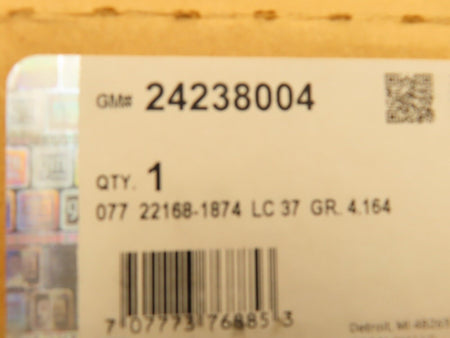 GM# 24238004
QTY. 1
077 22168-1874 LC 37 GR. 4.164
7 07773 76885 3
Detroit, MI